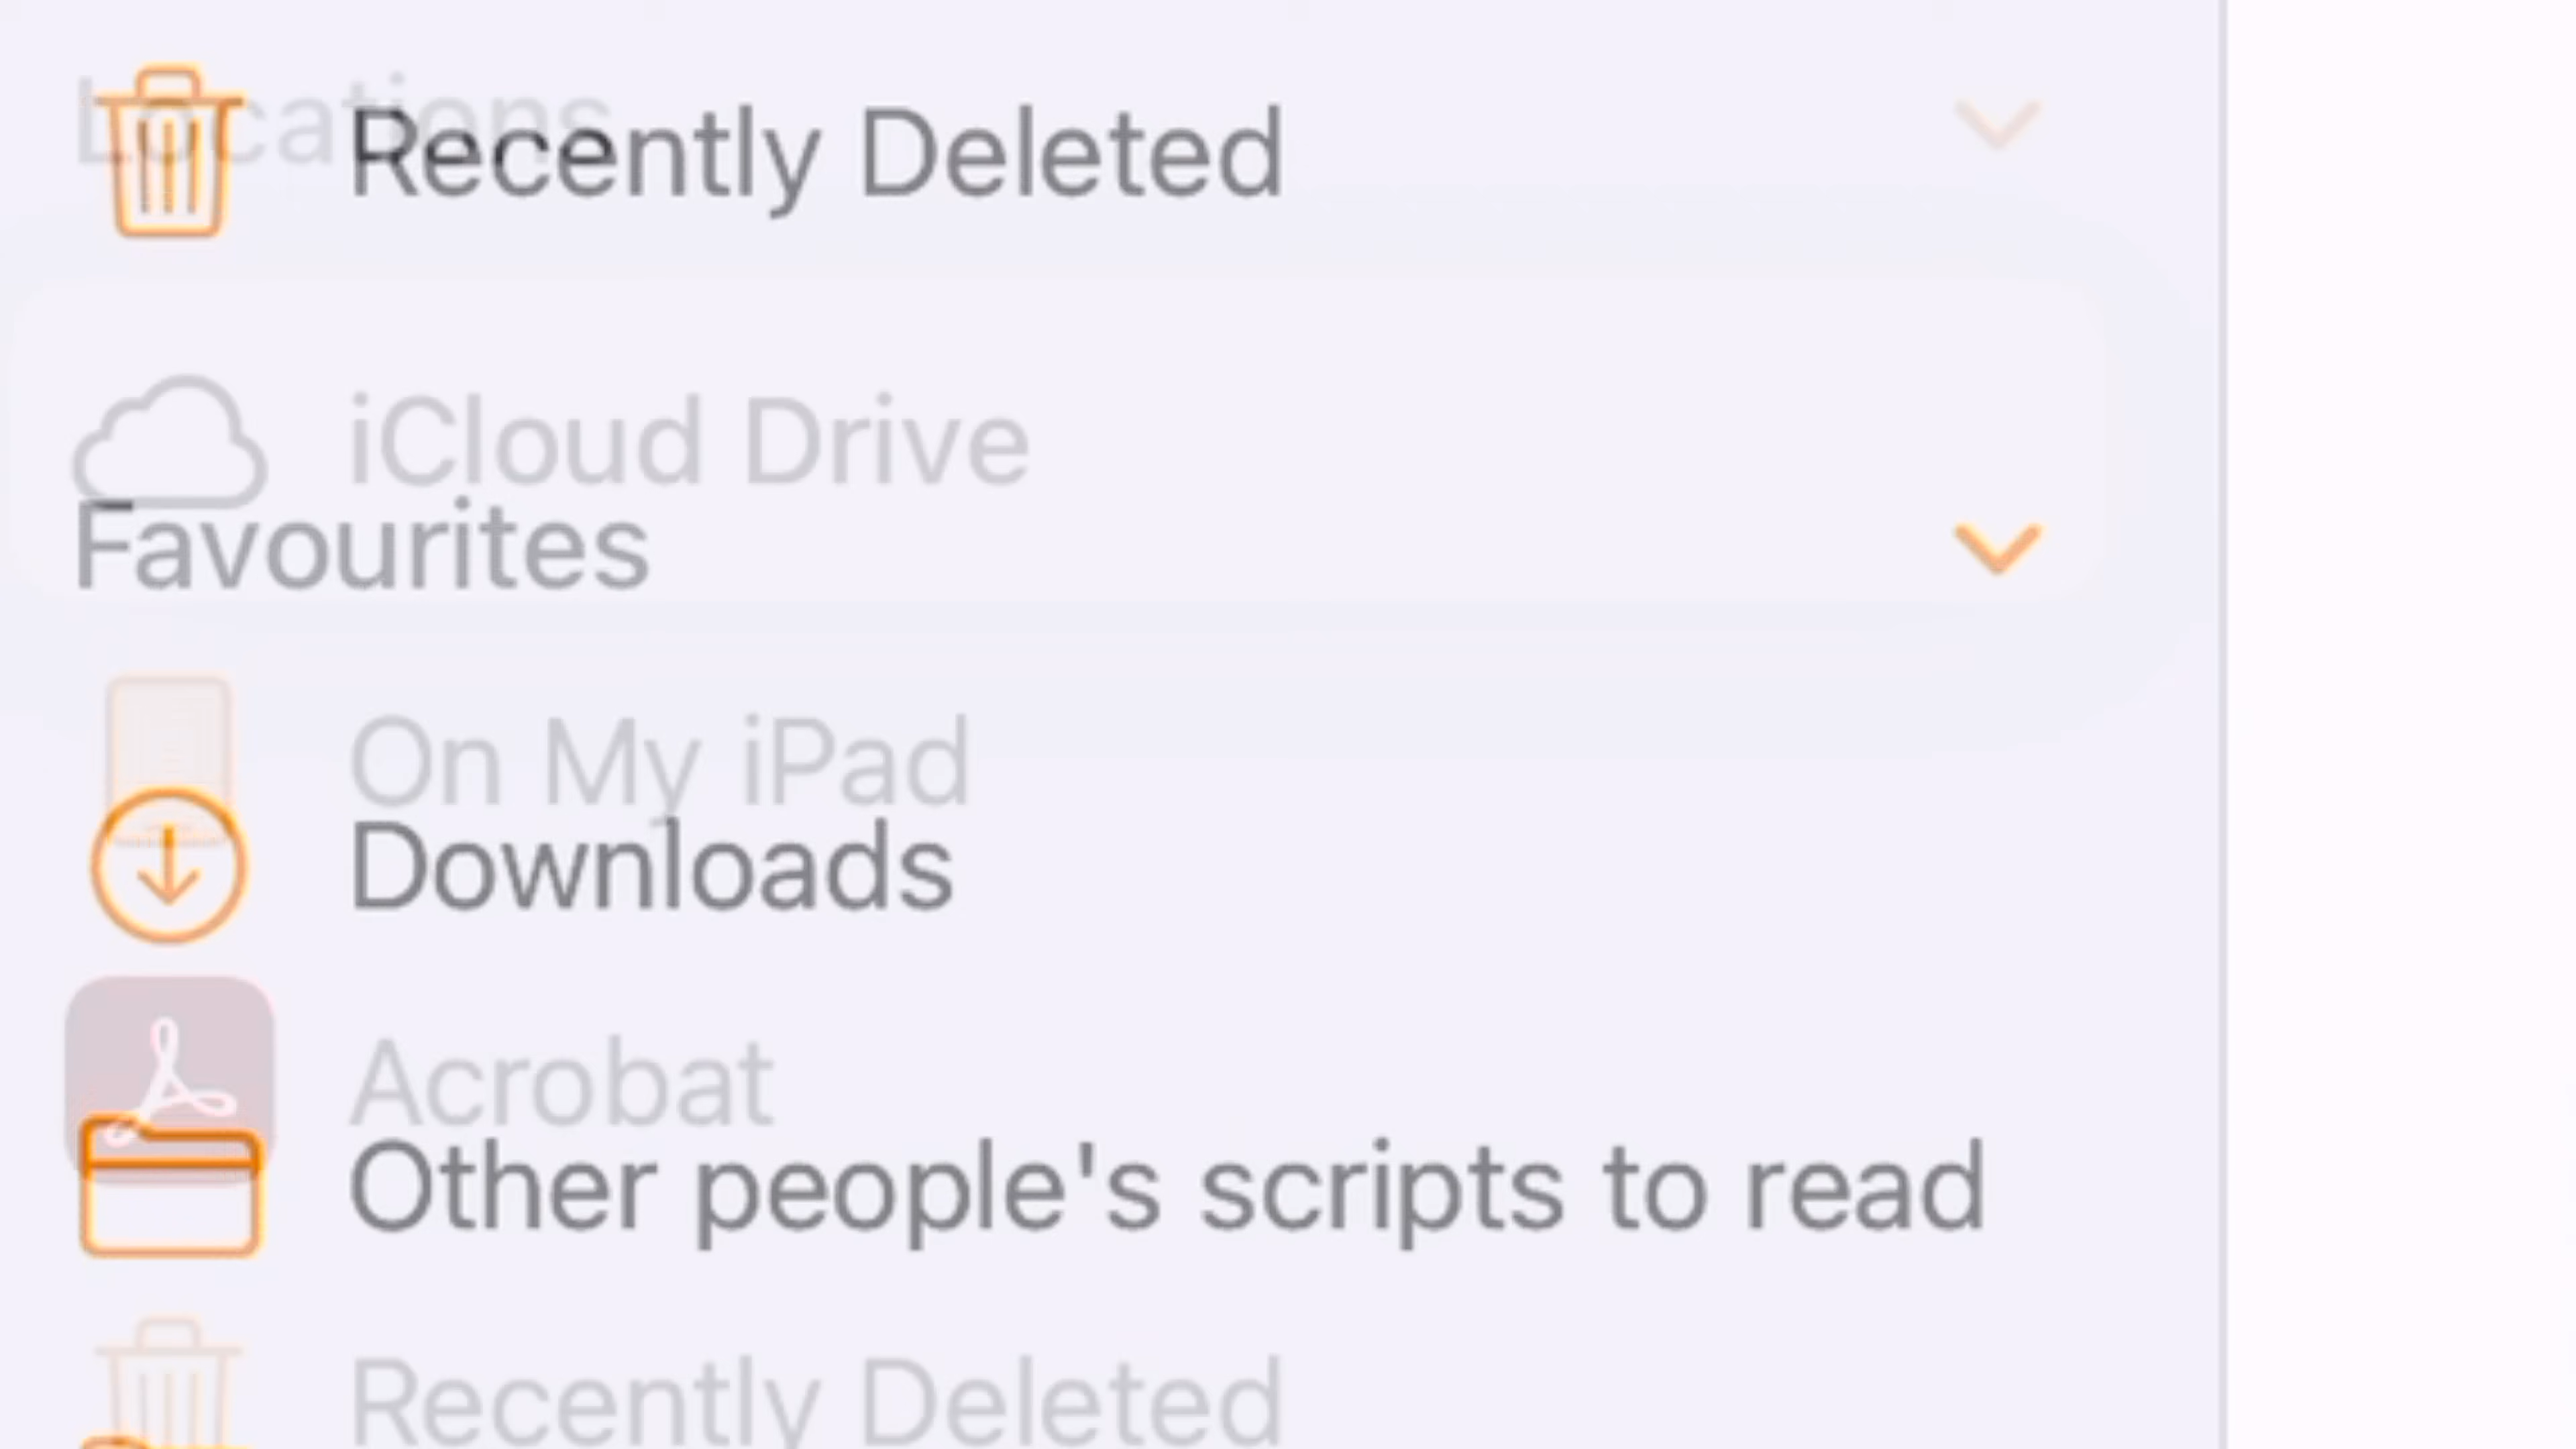 Locations
Recently Deleted
iCloud Drive
Favourites
On My iPad
Downloads
Acrobat
Other people's scripts to read
Recently Deleted